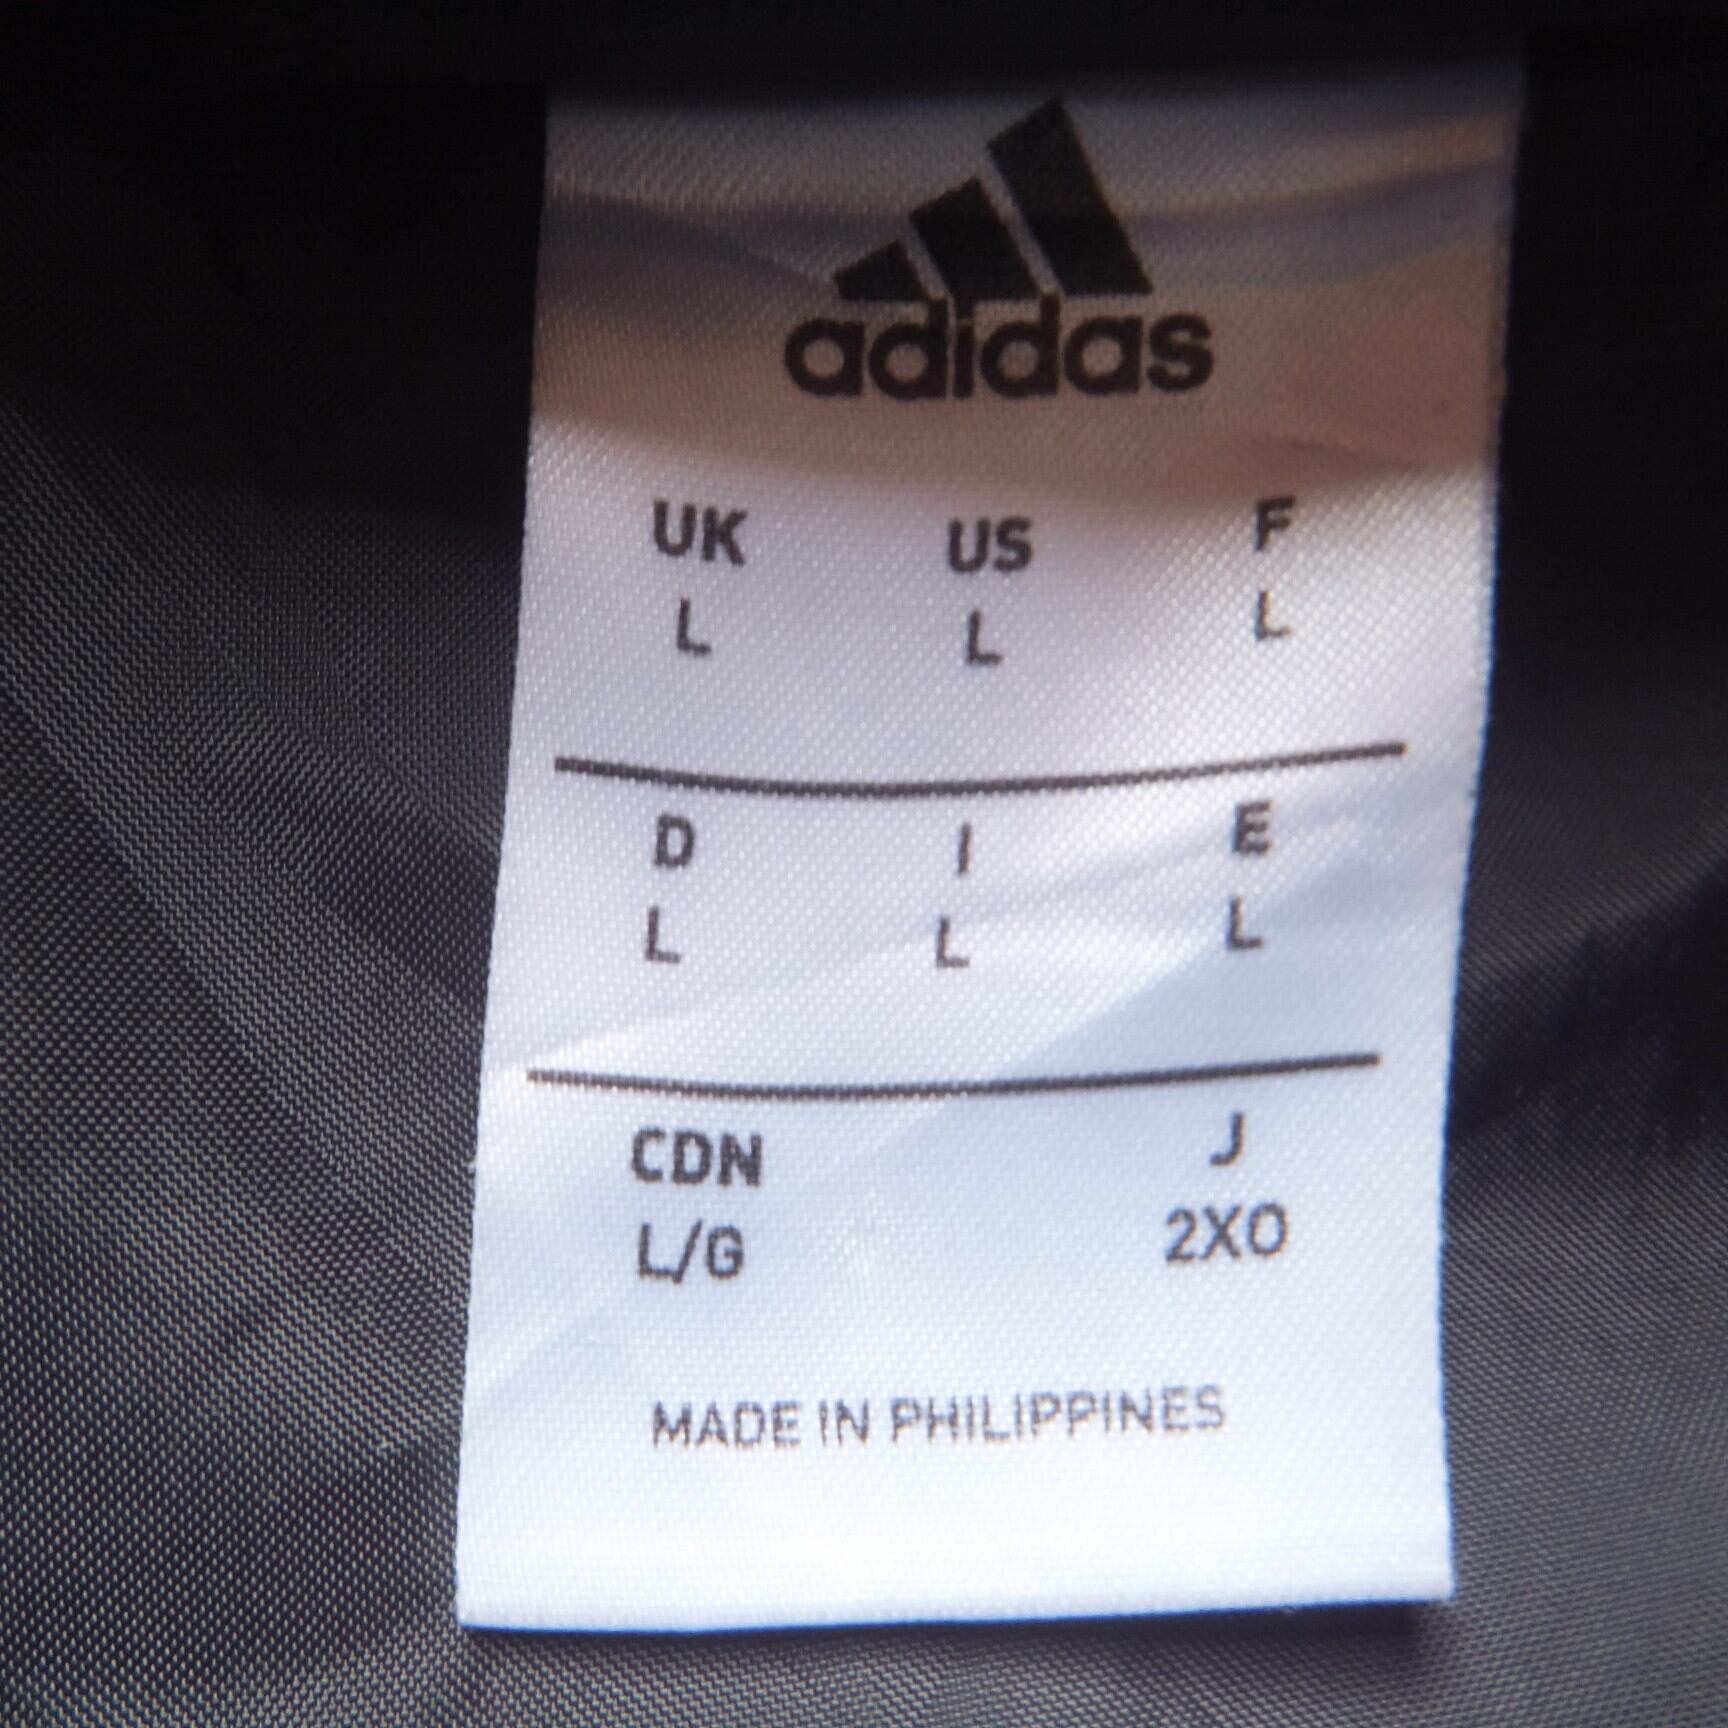 adidas
UK US F
L L L
D I E
L L L
CDN J
L/G 2XO
MADE IN PHILIPPINES